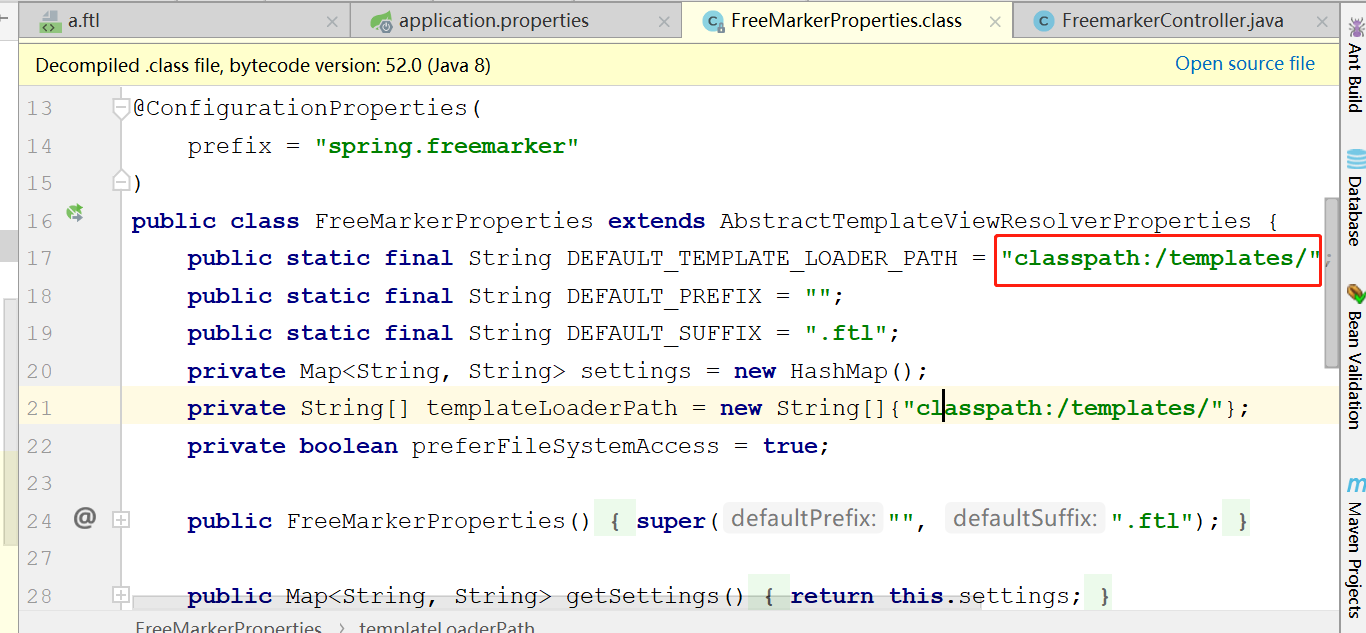 a.ftl
application.properties
FreeMarkerProperties.class
FreemarkerController.java
Decompiled .class file, bytecode version: 52.0 (Java 8)
Open source file
13 @ConfigurationProperties(
14 prefix = "spring.freemarker"
15 )
16 public class FreeMarkerProperties extends AbstractTemplateViewResolverProperties {
17 public static final String DEFAULT_TEMPLATE_LOADER_PATH = "classpath:/templates/";
18 public static final String DEFAULT_PREFIX = "";
19 public static final String DEFAULT_SUFFIX = ".ftl";
20 private Map<String, String> settings = new HashMap();
21 private String[] templateLoaderPath = new String[]{"classpath:/templates/"};
22 private boolean preferFileSystemAccess = true;
23
24 @ public FreeMarkerProperties() { super( defaultPrefix: "", defaultSuffix: ".ftl"); }
27
28 public Map<String, String> getSettings() { return this.settings; }
FreeMarkerProperties › templateLoaderPath
Ant Build
Database
Bean Validation
Maven Projects